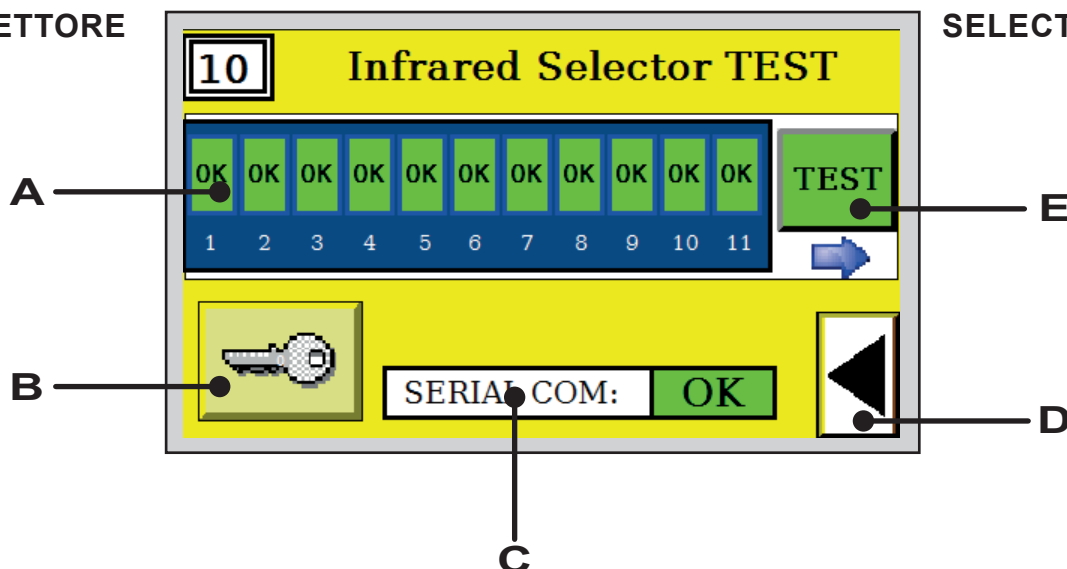 ETTORE
SELECT
10 Infrared Selector TEST
OK OK OK OK OK OK OK OK OK OK OK
TEST
A
E
1 2 3 4 5 6 7 8 9 10 11
B
SERIAL COM: OK
D
C